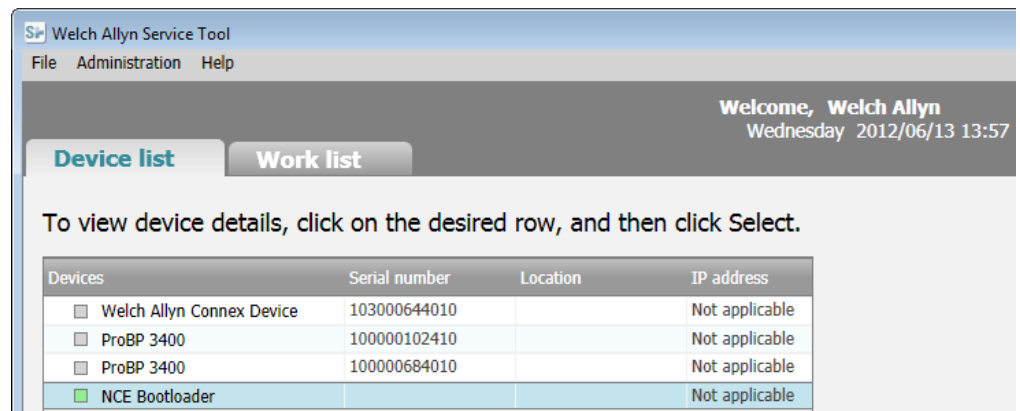 Welch Allyn Service Tool
File Administration Help
Welcome, Welch Allyn
Wednesday 2012/06/13 13:57
Device list Work list
To view device details, click on the desired row, and then click Select.
Devices Serial number Location IP address
Welch Allyn Connex Device 103000644010 Not applicable
ProBP 3400 100000102410 Not applicable
ProBP 3400 100000684010 Not applicable
NCE Bootloader Not applicable